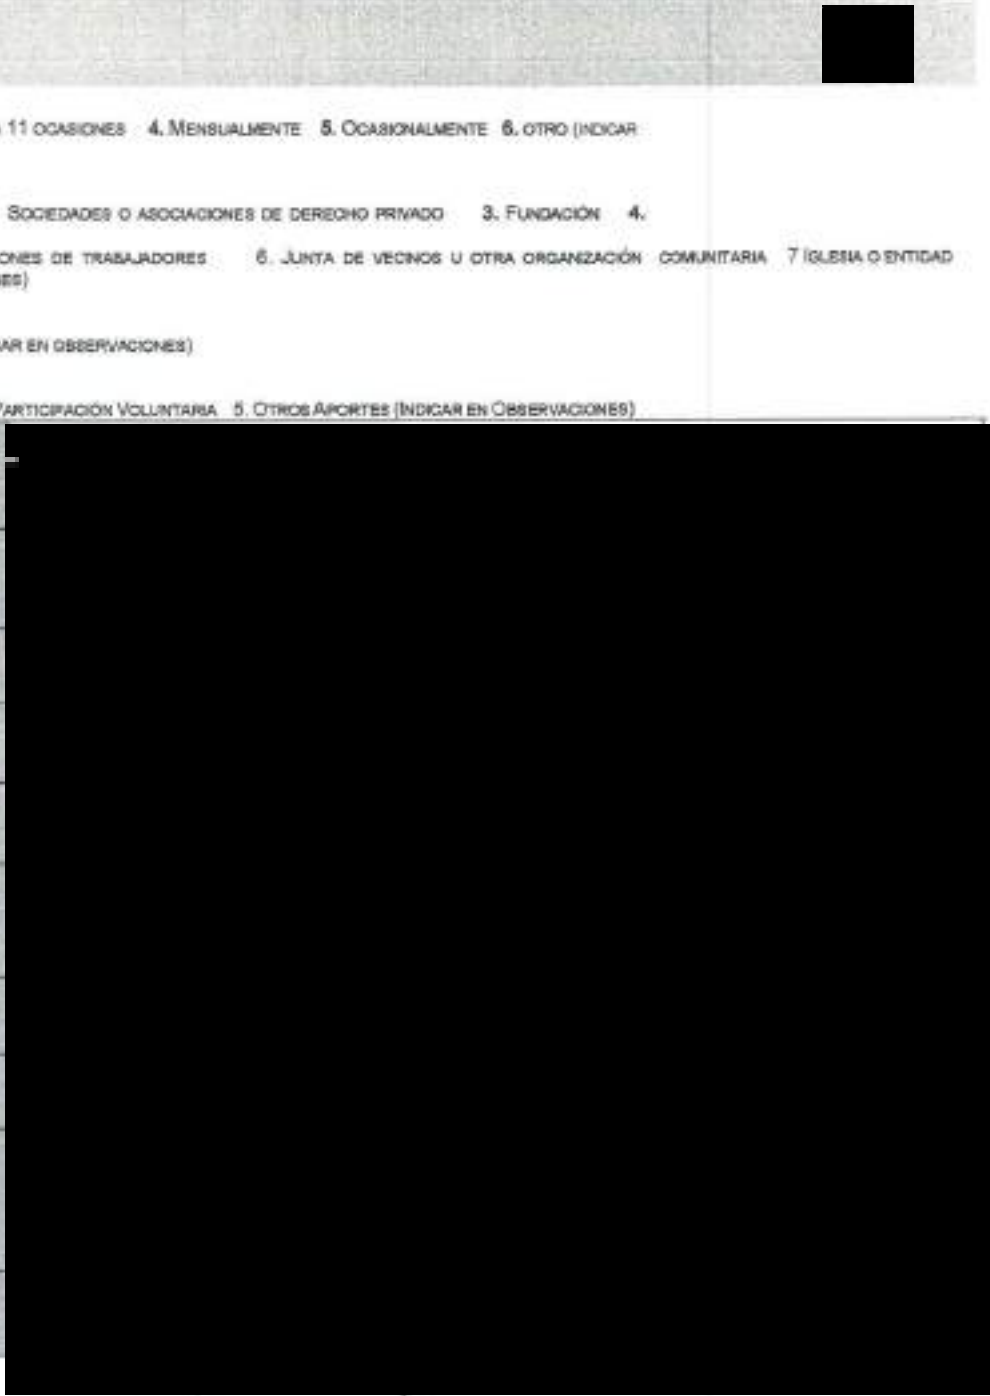 11 OCASIONES 4. MENSUALMENTE 5. OCASIONALMENTE 6. OTRO (INDICAR
SOCIEDADES O ASOCIACIONES DE DERECHO PRIVADO 3. FUNDACIÓN 4.
ONES DE TRABAJADORES 6. JUNTA DE VECINOS U OTRA ORGANIZACIÓN COMUNITARIA 7 IGLESIA O ENTIDAD
ES)
AR EN OBSERVACIONES)
PARTICIPACIÓN VOLUNTARIA 5. OTROS APORTES (INDICAR EN OBSERVACIONES)